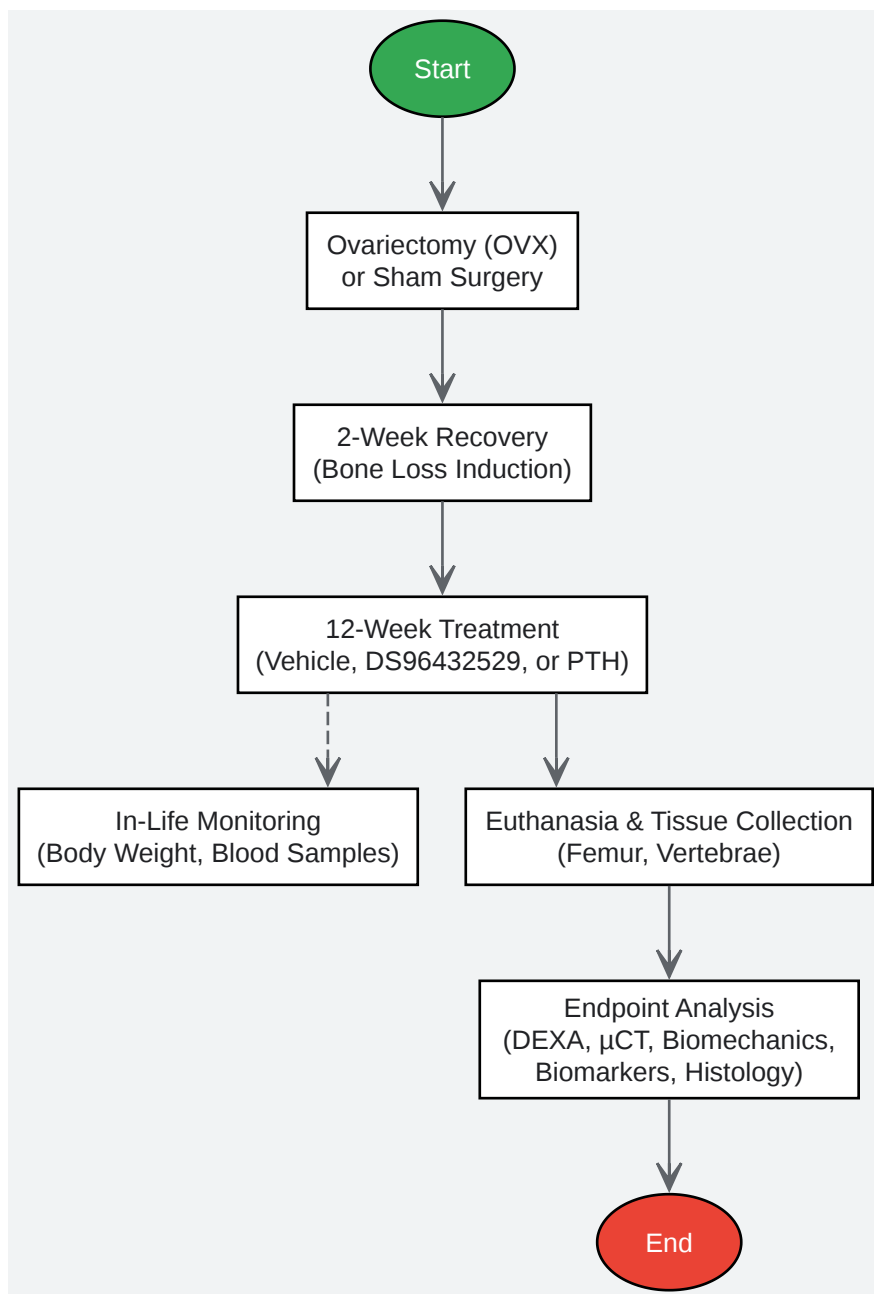 Start
Ovariectomy (OVX)
or Sham Surgery
2-Week Recovery
(Bone Loss Induction)
12-Week Treatment
(Vehicle, DS96432529, or PTH)
In-Life Monitoring
(Body Weight, Blood Samples)
Euthanasia & Tissue Collection
(Femur, Vertebrae)
Endpoint Analysis
(DEXA, µCT, Biomechanics,
Biomarkers, Histology)
End